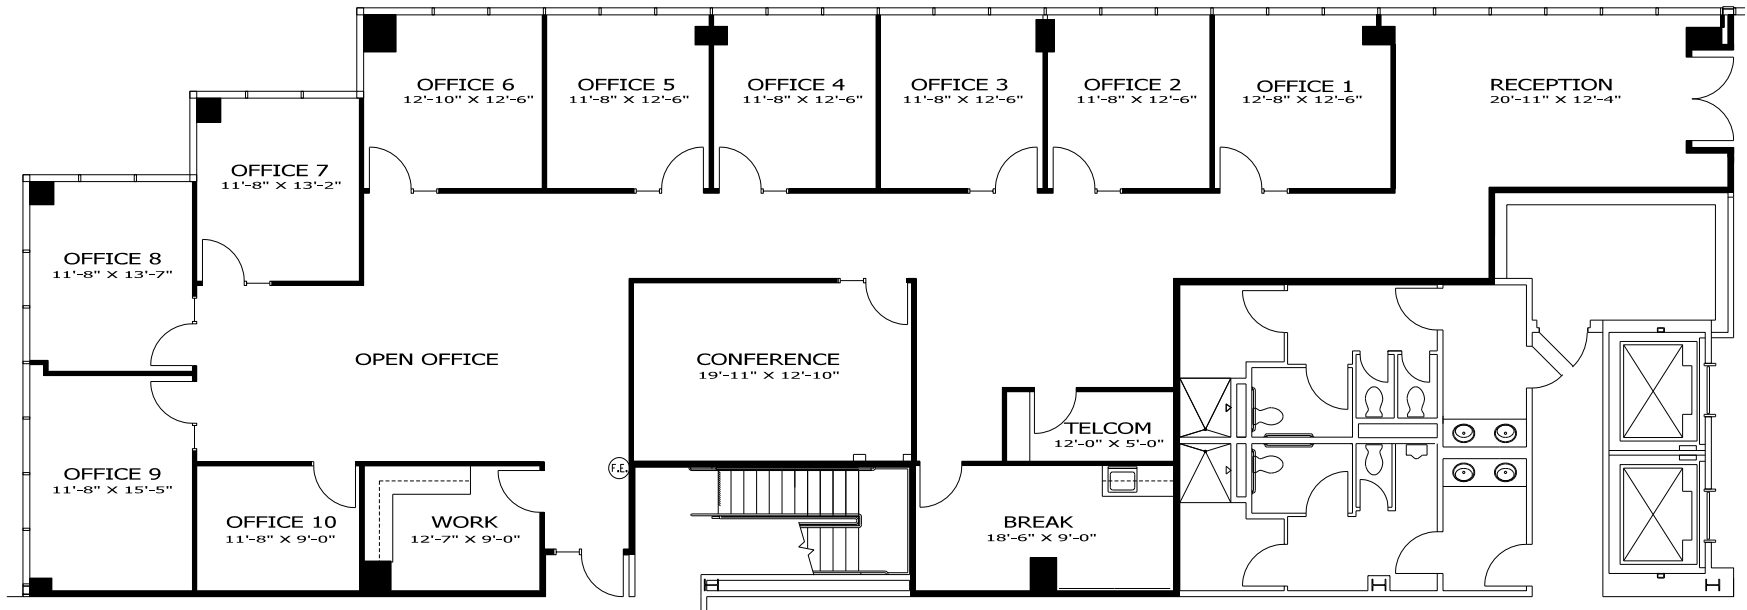 OFFICE 6
12'-10" X 12'-6"
OFFICE 5
11'-8" X 12'-6"
OFFICE 4
11'-8" X 12'-6"
OFFICE 3
11'-8" X 12'-6"
OFFICE 2
11'-8" X 12'-6"
OFFICE 1
12'-8" X 12'-6"
RECEPTION
20'-11" X 12'-4"
OFFICE 7
11'-8" X 13'-2"
OFFICE 8
11'-8" X 13'-7"
OPEN OFFICE
CONFERENCE
19'-11" X 12'-10"
TELCOM
12'-0" X 5'-0"
OFFICE 9
11'-8" X 15'-5"
F.E.
OFFICE 10
11'-8" X 9'-0"
WORK
12'-7" X 9'-0"
BREAK
18'-6" X 9'-0"